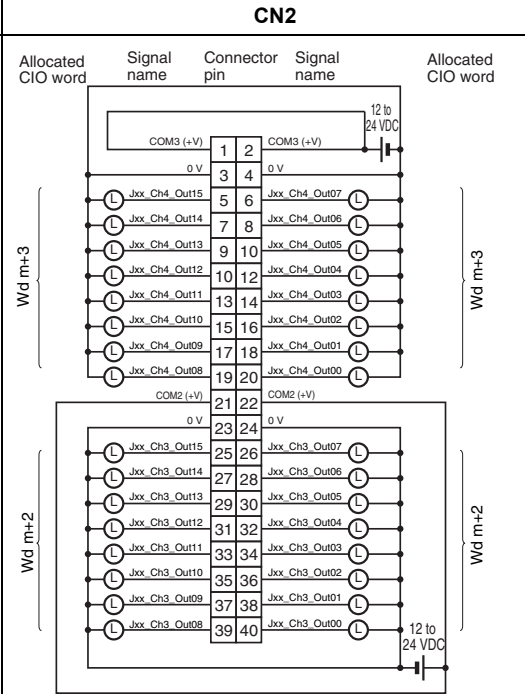 CN2
Allocated CIO word Signal name Connector pin Signal name Allocated CIO word
12 to 24 VDC
COM3 (+V) 1 2 COM3 (+V)
0 V 3 4 0 V
Jxx_Ch4_Out15 5 6 Jxx_Ch4_Out07
L L
Jxx_Ch4_Out14 7 8 Jxx_Ch4_Out06
L L
Jxx_Ch4_Out13 9 10 Jxx_Ch4_Out05
L L
Jxx_Ch4_Out12 10 12 Jxx_Ch4_Out04
L L
Jxx_Ch4_Out11 13 14 Jxx_Ch4_Out03
L L
Jxx_Ch4_Out10 15 16 Jxx_Ch4_Out02
L L
Jxx_Ch4_Out09 17 18 Jxx_Ch4_Out01
L L
Jxx_Ch4_Out08 19 20 Jxx_Ch4_Out00
L L
Wd m+3 Wd m+3
COM2 (+V) 21 22 COM2 (+V)
0 V 23 24 0 V
Jxx_Ch3_Out15 25 26 Jxx_Ch3_Out07
L L
Jxx_Ch3_Out14 27 28 Jxx_Ch3_Out06
L L
Jxx_Ch3_Out13 29 30 Jxx_Ch3_Out05
L L
Jxx_Ch3_Out12 31 32 Jxx_Ch3_Out04
L L
Jxx_Ch3_Out11 33 34 Jxx_Ch3_Out03
L L
Jxx_Ch3_Out10 35 36 Jxx_Ch3_Out02
L L
Jxx_Ch3_Out09 37 38 Jxx_Ch3_Out01
L L
Jxx_Ch3_Out08 39 40 Jxx_Ch3_Out00
L L
Wd m+2 Wd m+2
12 to 24 VDC